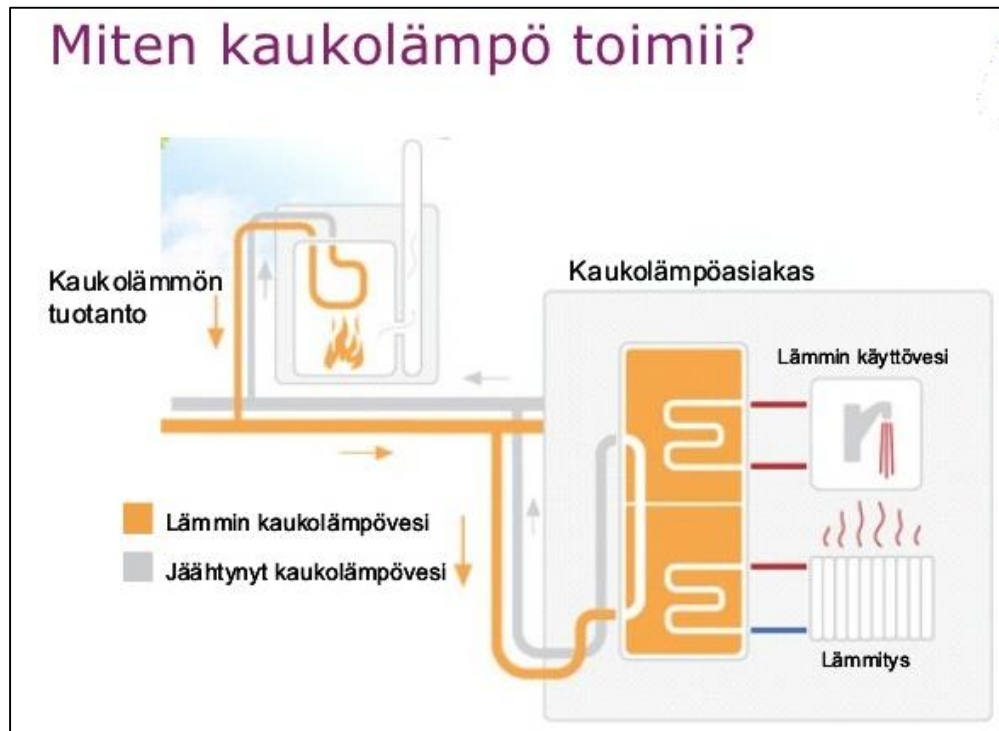 Miten kaukolämpö toimii?
Kaukolämmön
tuotanto
Kaukolämpöasiakas
Lämmin käyttövesi
Lämmin kaukolämpövesi
Jäähtynyt kaukolämpövesi
Lämmitys